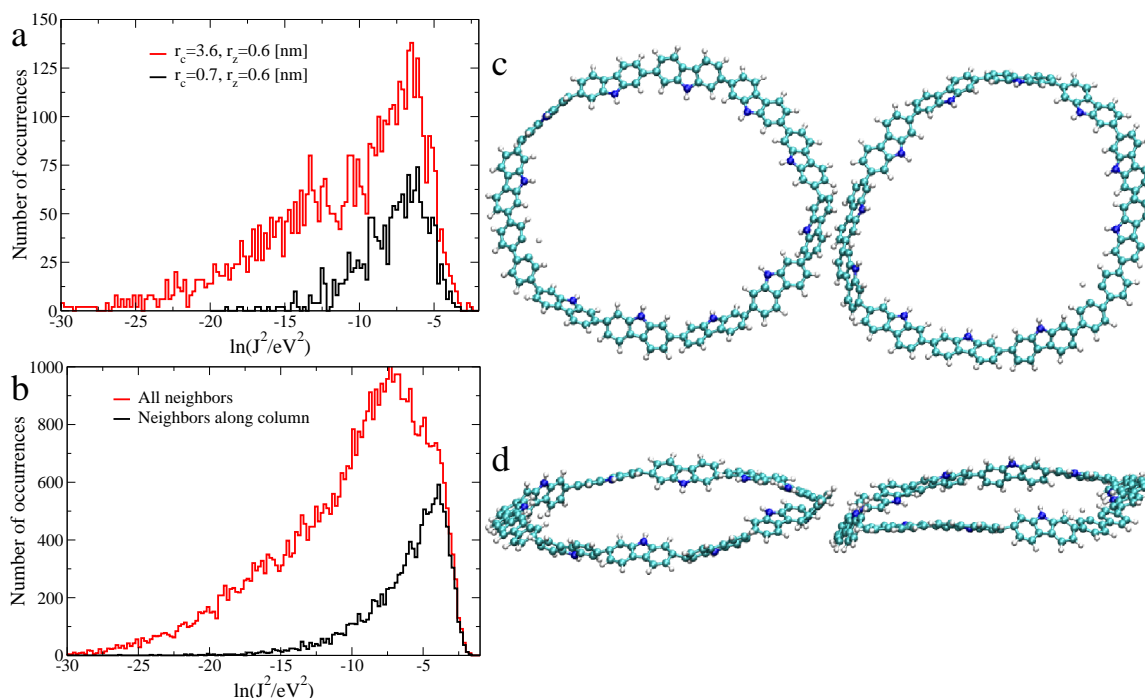 a
150
125
100
75
50
25
0
Number of occurrences
r_c=3.6, r_z=0.6 [nm]
r_c=0.7, r_z=0.6 [nm]
-30 -25 -20 -15 -10 -5
ln(J²/eV²)
b
1000
800
600
400
200
0
Number of occurrences
All neighbors
Neighbors along column
-30 -25 -20 -15 -10 -5
ln(J²/eV²)
c
d